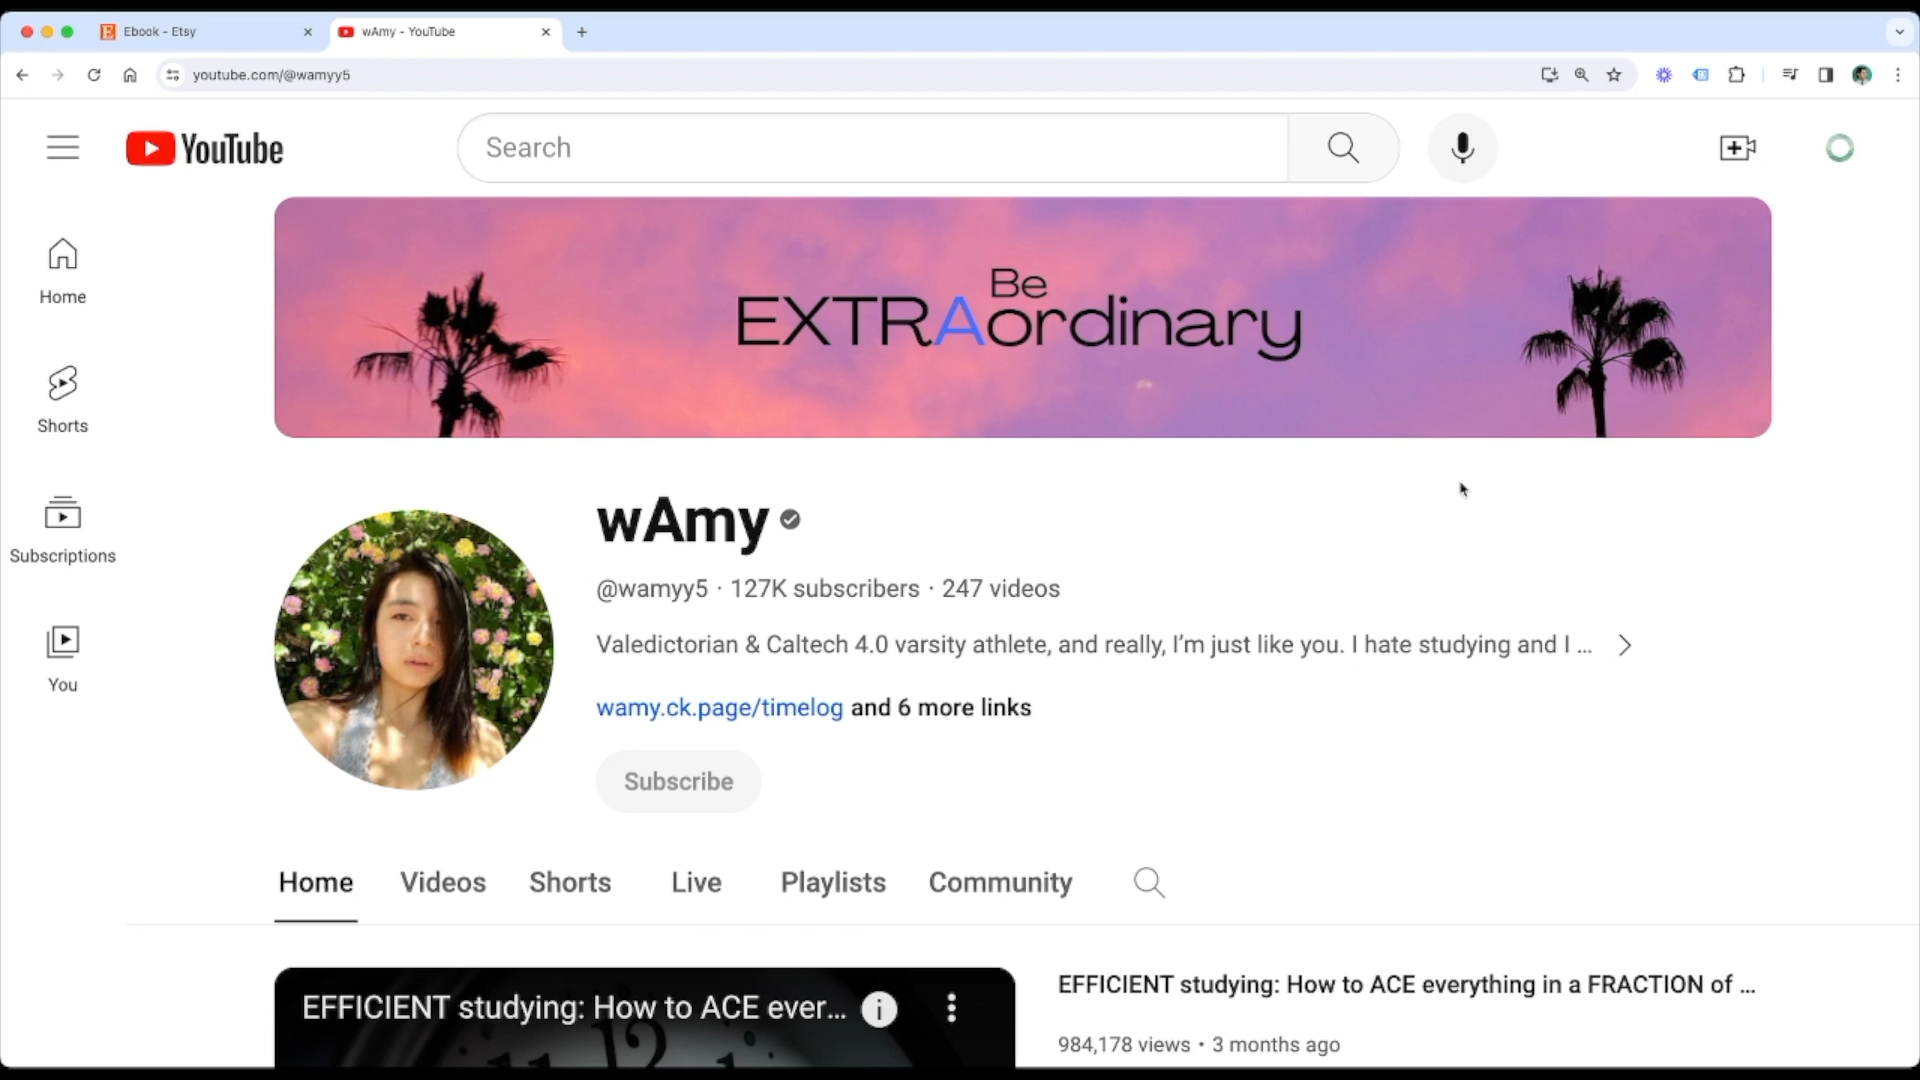 Ebook - Etsy
wAmy - YouTube
youtube.com/@wamyy5
YouTube
Search
Home
Shorts
Subscriptions
You
Be
EXTRAordinary
wAmy
@wamyy5 · 127K subscribers · 247 videos
Valedictorian & Caltech 4.0 varsity athlete, and really, I’m just like you. I hate studying and I ...
wamy.ck.page/timelog and 6 more links
Subscribe
Home Videos Shorts Live Playlists Community
EFFICIENT studying: How to ACE ever...
12
EFFICIENT studying: How to ACE everything in a FRACTION of ...
984,178 views • 3 months ago